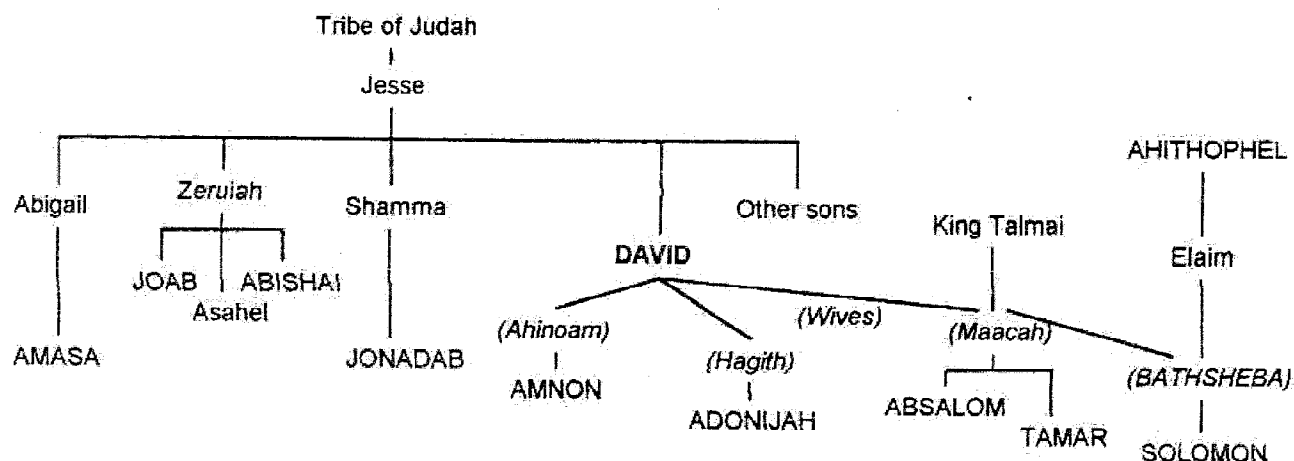 Tribe of Judah
Jesse
AHITHOPHEL
Abigail
Zeruiah
Shamma
Other sons
King Talmai
DAVID
Elaim
JOAB
ABISHAI
Asahel
(Ahinoam)
(Wives)
(Maacah)
AMASA
JONADAB
(Hagith)
(BATHSHEBA)
AMNON
ABSALOM
ADONIJAH
TAMAR
SOLOMON